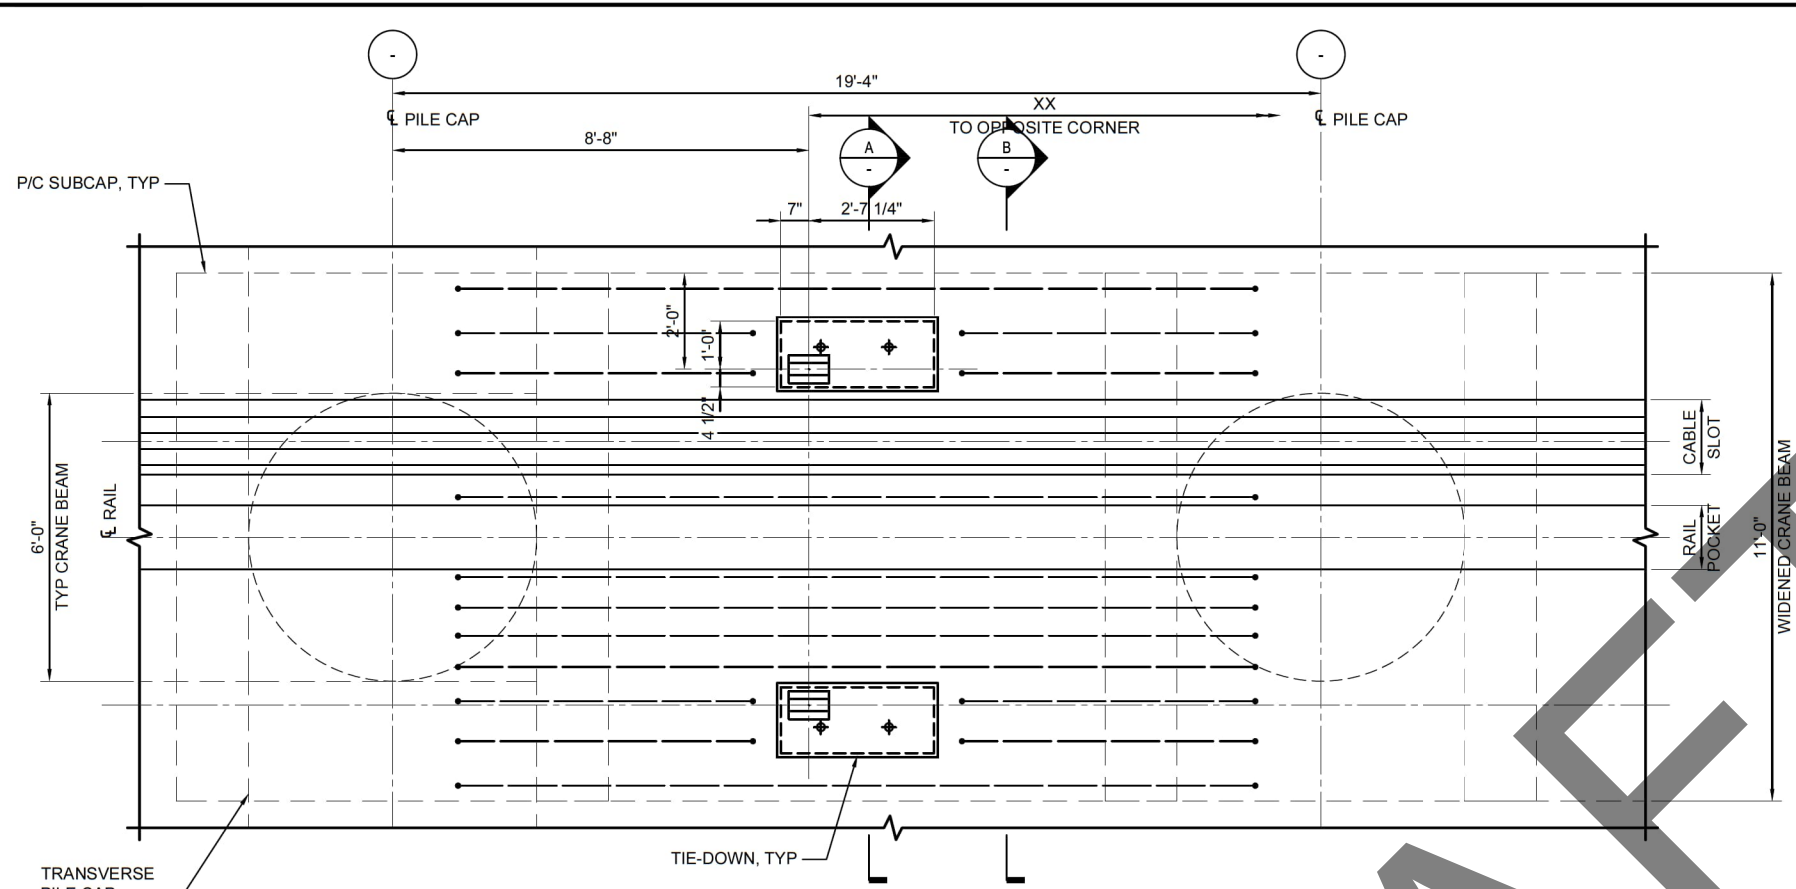 -
-
19'-4"
XX
TO OPPOSITE CORNER
℄ PILE CAP
℄ PILE CAP
8'-8"
A
-
B
-
P/C SUBCAP, TYP
7"
2'-7 1/4"
2'-0"
1'-0"
4 1/2"
CABLE
SLOT
℄ RAIL
6'-0"
TYP CRANE BEAM
RAIL
POCKET
11'-0"
WIDENED CRANE BEAM
TIE-DOWN, TYP
TRANSVERSE
PILE CAP